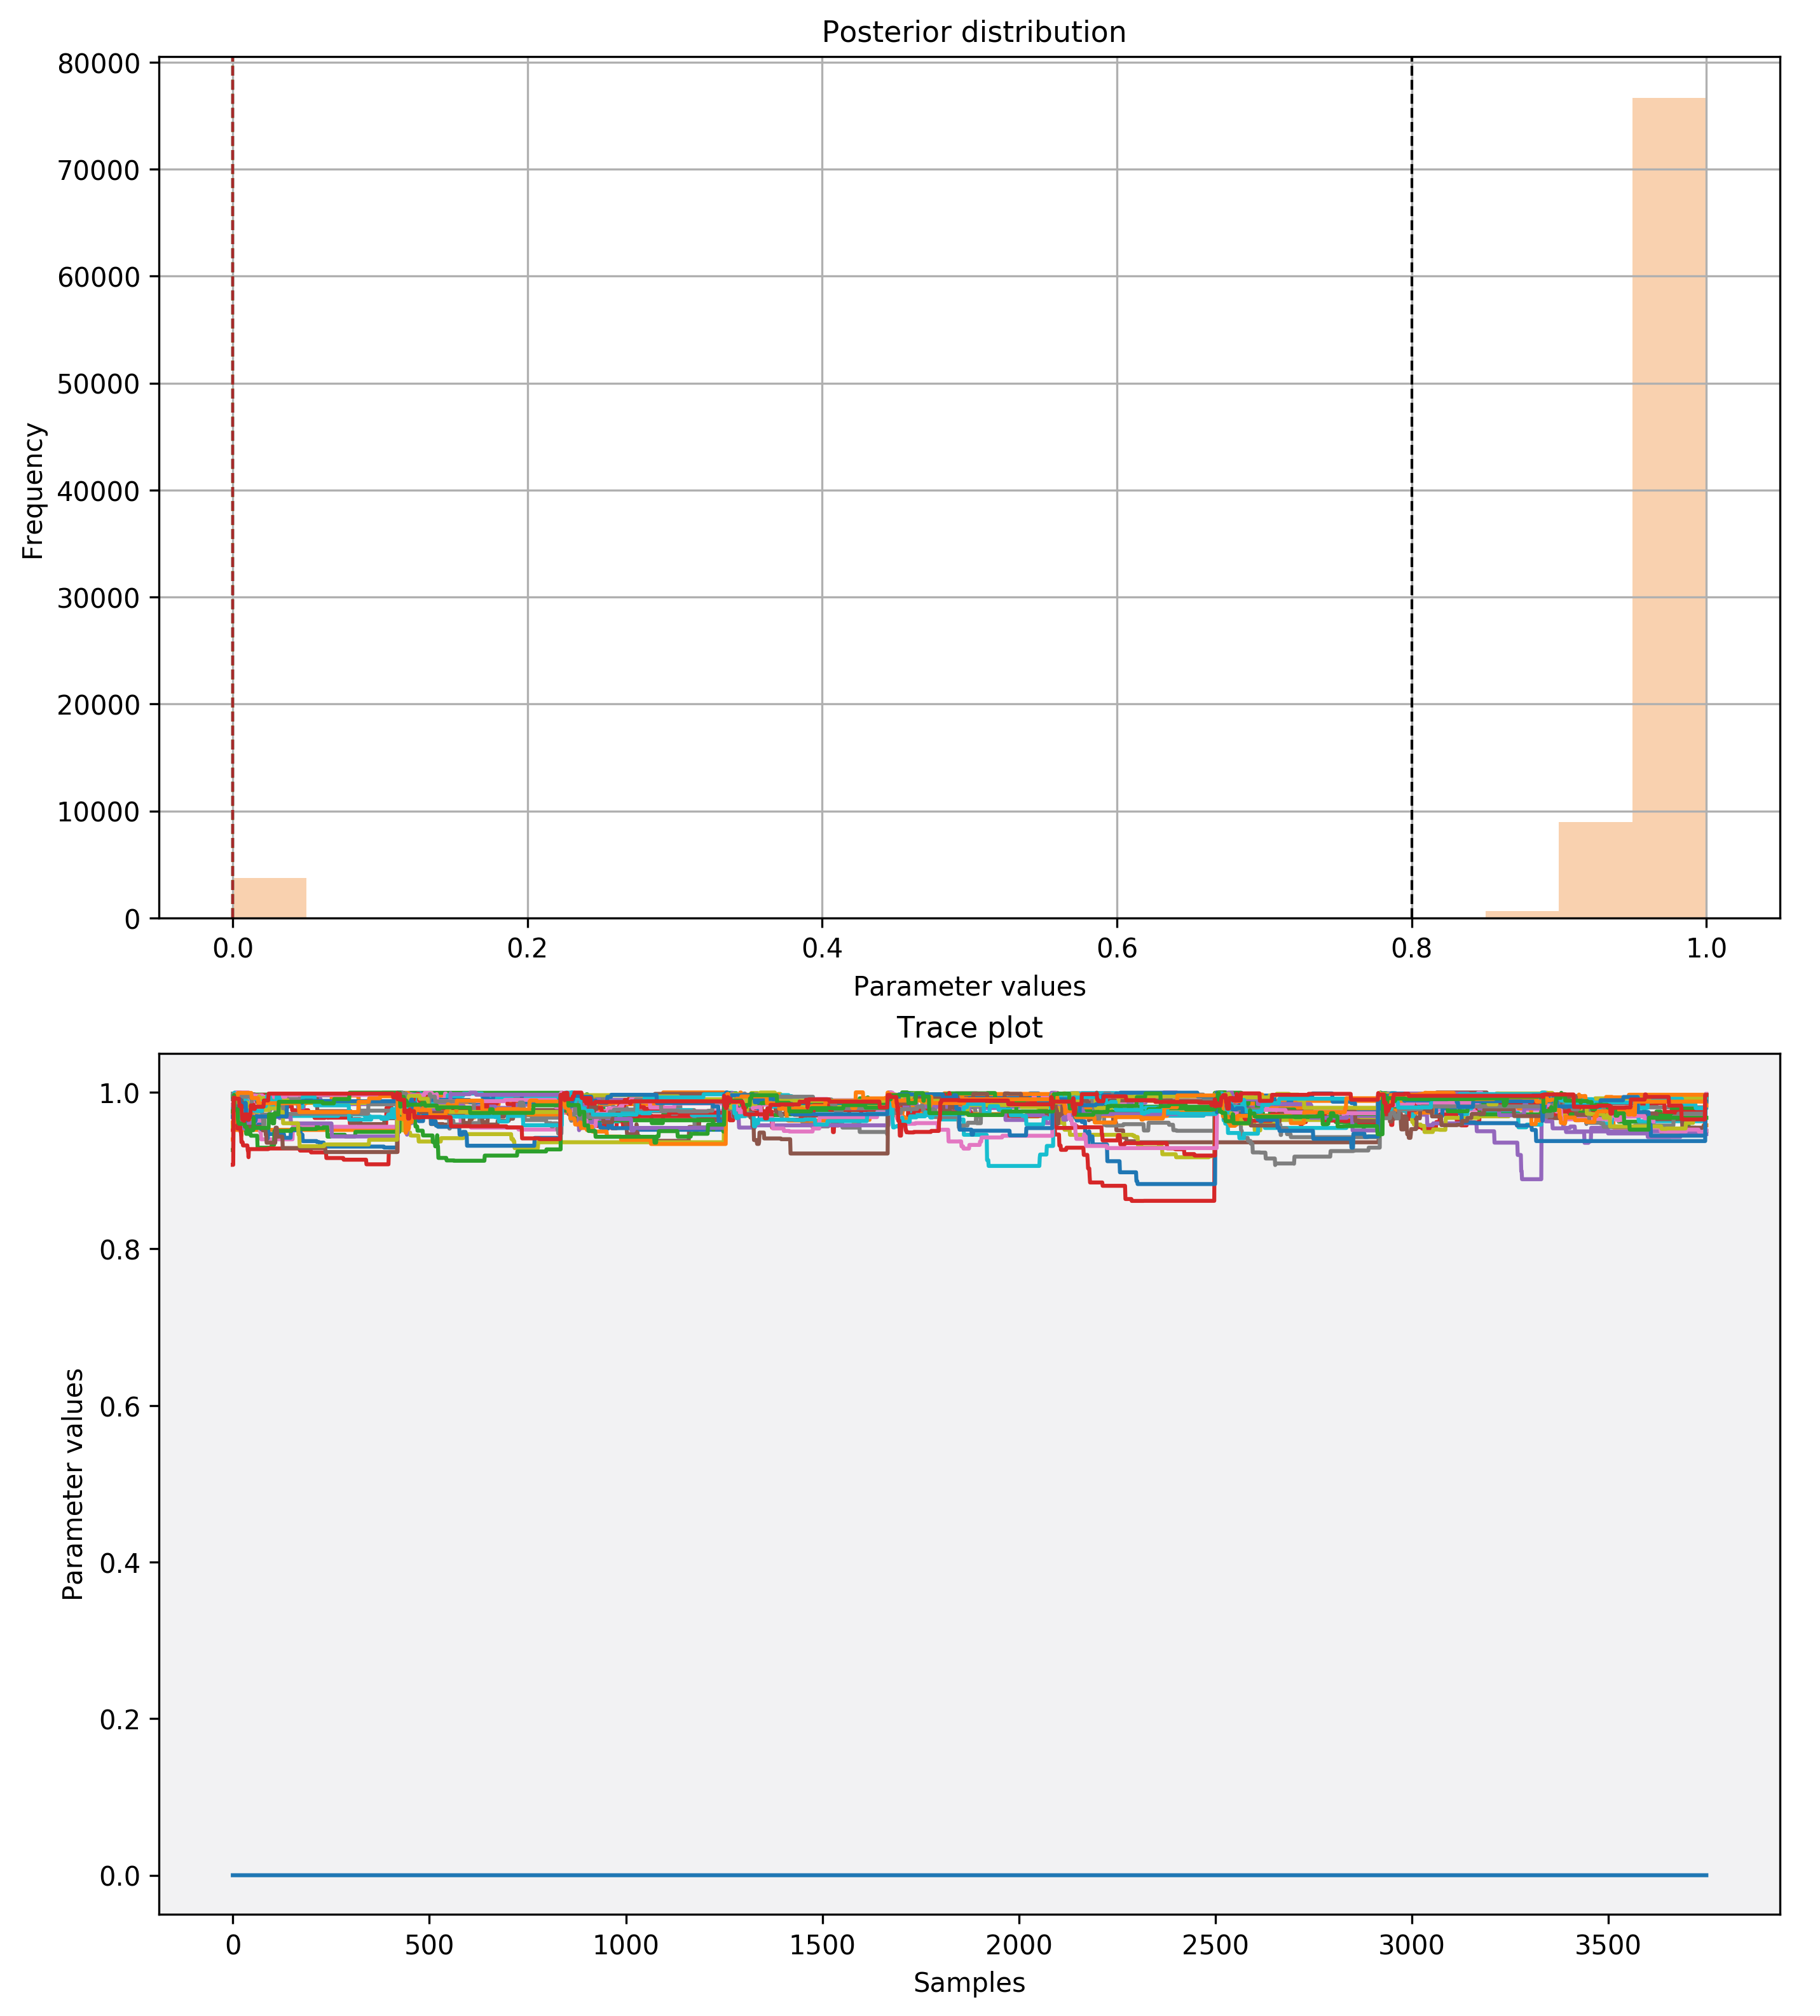 Posterior distribution
80000
70000
60000
50000
40000
30000
20000
10000
0
Frequency
0.0 0.2 0.4 0.6 0.8 1.0
Parameter values
Trace plot
1.0
0.8
0.6
0.4
0.2
0.0
Parameter values
0 500 1000 1500 2000 2500 3000 3500
Samples